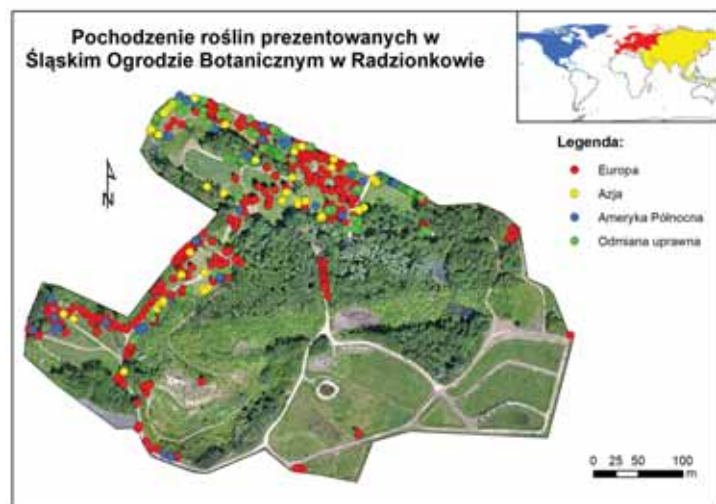 Pochodzenie roślin prezentowanych w
Śląskim Ogrodzie Botanicznym w Radzionkowie
N
Legenda:
Europa
Azja
Ameryka Północna
Odmiana uprawna
0 25 50 100
m